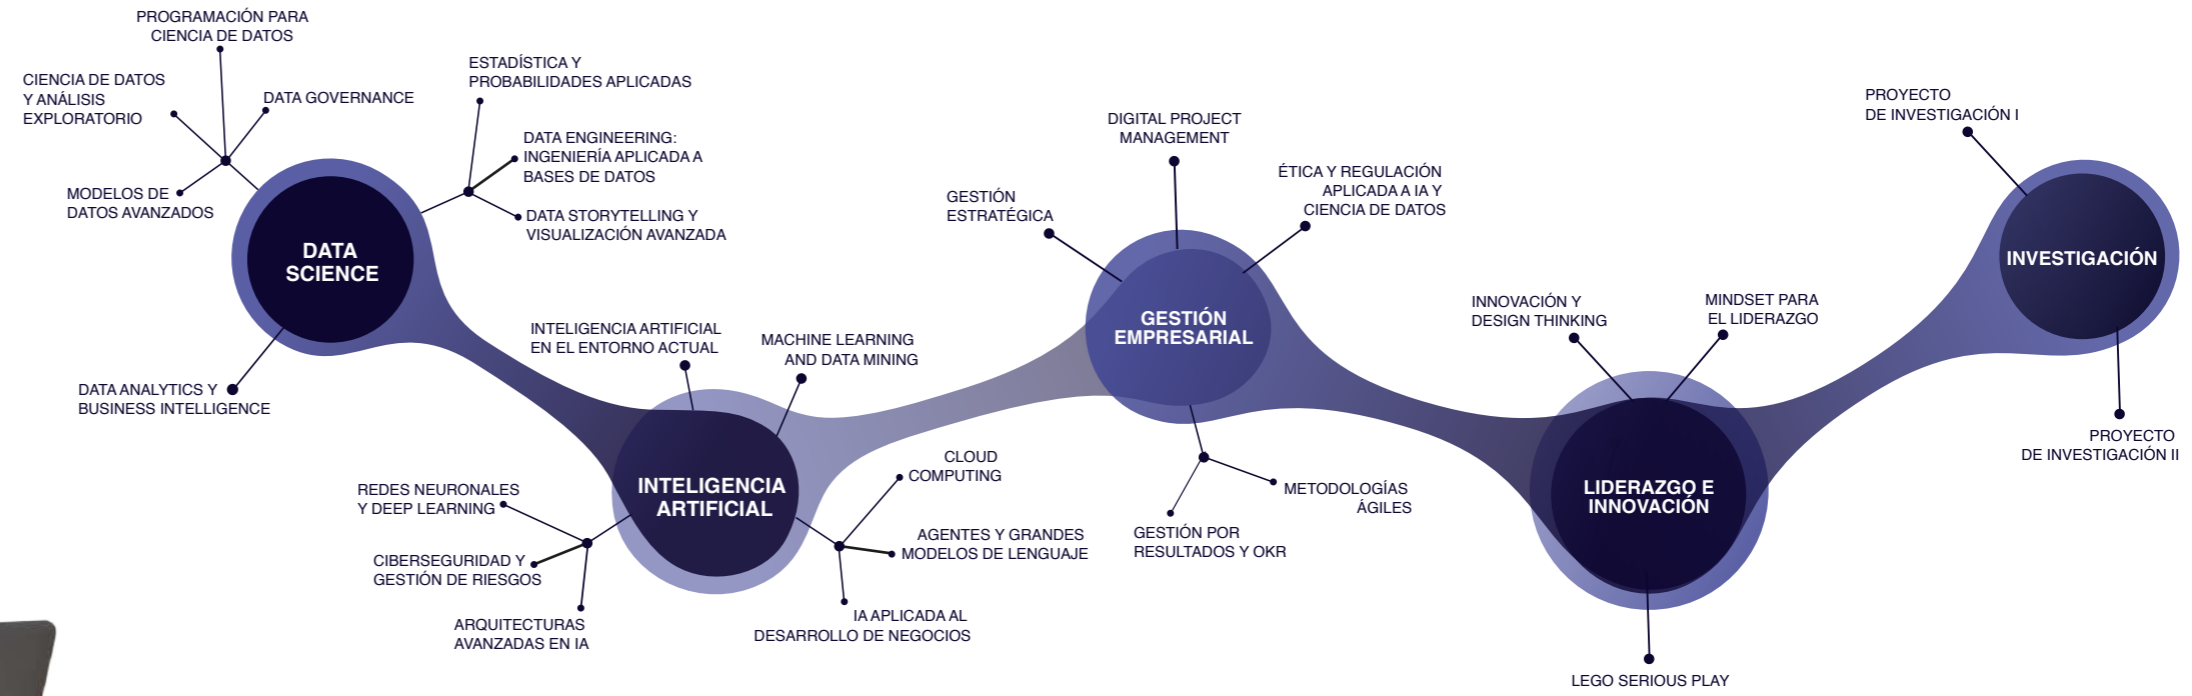 PROGRAMACIÓN PARA
CIENCIA DE DATOS
CIENCIA DE DATOS
Y ANÁLISIS
EXPLORATORIO
DATA GOVERNANCE
MODELOS DE
DATOS AVANZADOS
ESTADÍSTICA Y
PROBABILIDADES APLICADAS
DATA ENGINEERING:
INGENIERÍA APLICADA A
BASES DE DATOS
DATA STORYTELLING Y
VISUALIZACIÓN AVANZADA
DATA
SCIENCE
DATA ANALYTICS Y
BUSINESS INTELLIGENCE
INTELIGENCIA ARTIFICIAL
EN EL ENTORNO ACTUAL
MACHINE LEARNING
AND DATA MINING
INTELIGENCIA
ARTIFICIAL
REDES NEURONALES
Y DEEP LEARNING
CIBERSEGURIDAD Y
GESTIÓN DE RIESGOS
ARQUITECTURAS
AVANZADAS EN IA
CLOUD
COMPUTING
AGENTES Y GRANDES
MODELOS DE LENGUAJE
IA APLICADA AL
DESARROLLO DE NEGOCIOS
GESTIÓN
ESTRATÉGICA
DIGITAL PROJECT
MANAGEMENT
ÉTICA Y REGULACIÓN
APLICADA A IA Y
CIENCIA DE DATOS
GESTIÓN
EMPRESARIAL
METODOLOGÍAS
ÁGILES
GESTIÓN POR
RESULTADOS Y OKR
INNOVACIÓN Y
DESIGN THINKING
MINDSET PARA
EL LIDERAZGO
LIDERAZGO E
INNOVACIÓN
LEGO SERIOUS PLAY
PROYECTO
DE INVESTIGACIÓN I
INVESTIGACIÓN
PROYECTO
DE INVESTIGACIÓN II